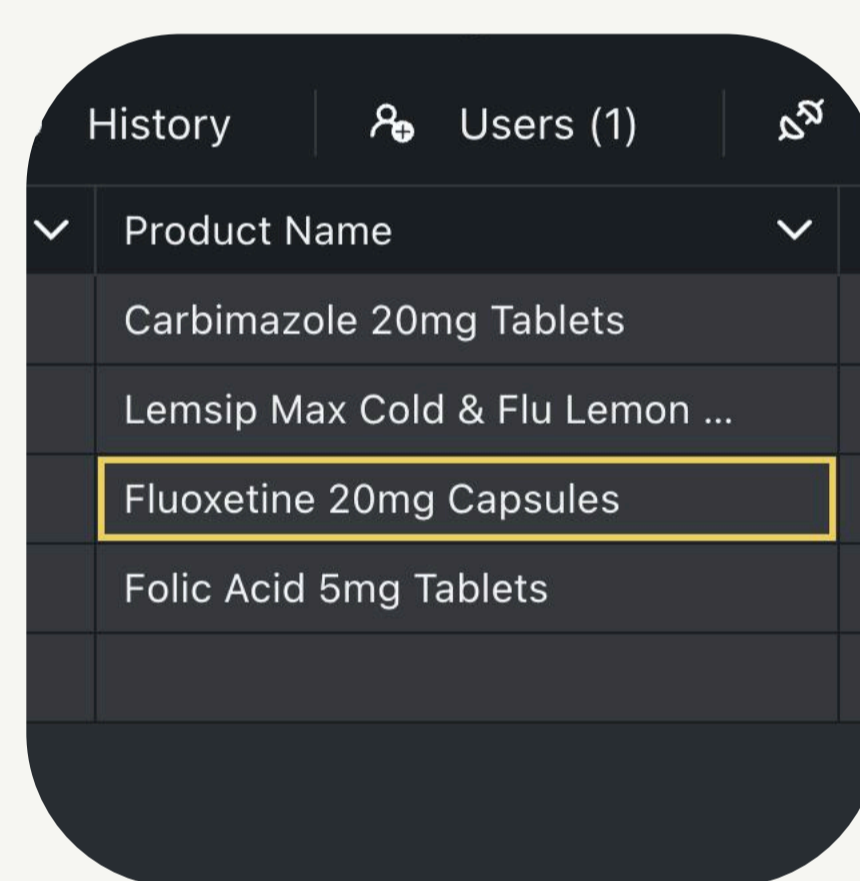 History
Users (1)
Product Name
Carbimazole 20mg Tablets
Lemsip Max Cold & Flu Lemon ...
Fluoxetine 20mg Capsules
Folic Acid 5mg Tablets